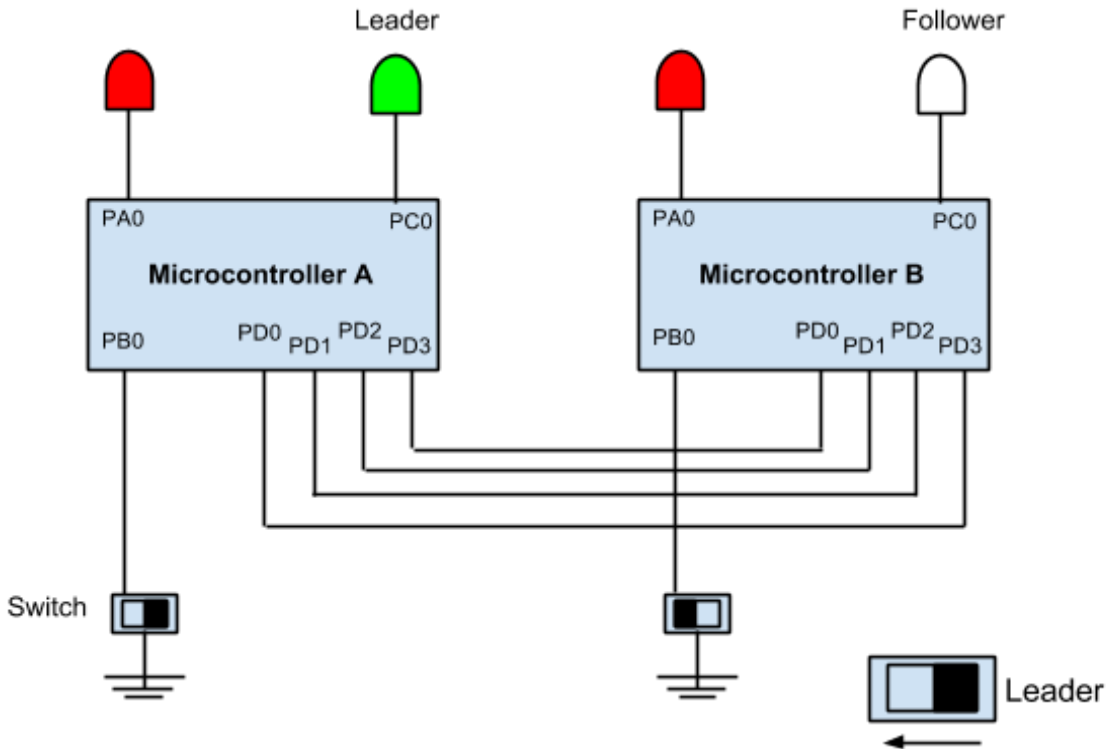 Leader
Follower
PA0
PC0
PA0
PC0
Microcontroller A
Microcontroller B
PB0
PD0
PD1
PD2
PD3
PB0
PD0
PD1
PD2
PD3
Switch
Leader